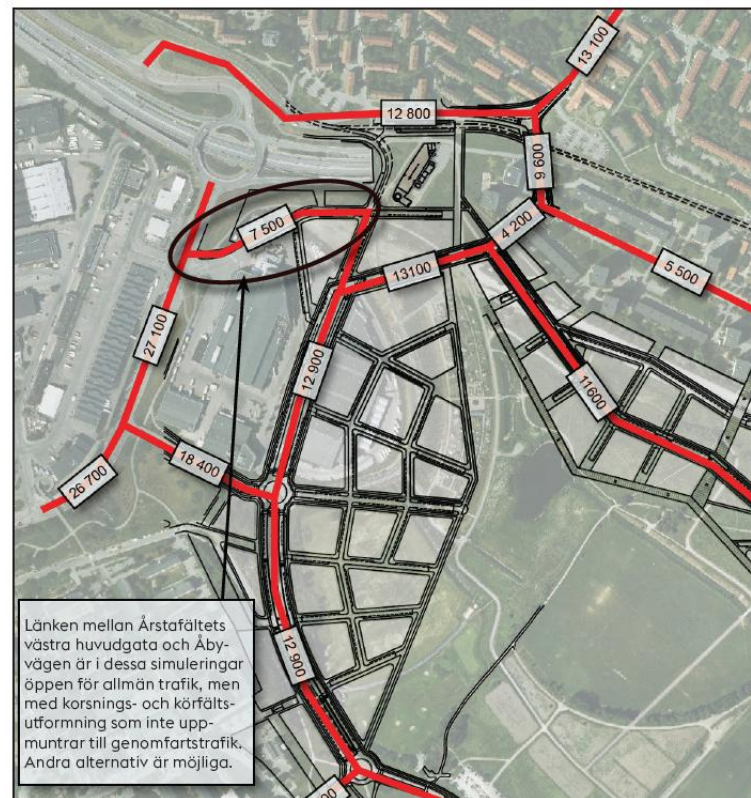 13 100
12 800
9 600
7 500
4 200
13100
5 500
27 100
12 900
11600
18 400
26 700
Länken mellan Årstafältets
västra huvudgata och Åby-
vägen är i dessa simuleringar
öppen för allmän trafik, men
med korsnings- och körfälts-
utformning som inte upp-
muntrar till genomfartstrafik.
Andra alternativ är möjliga.
12 900